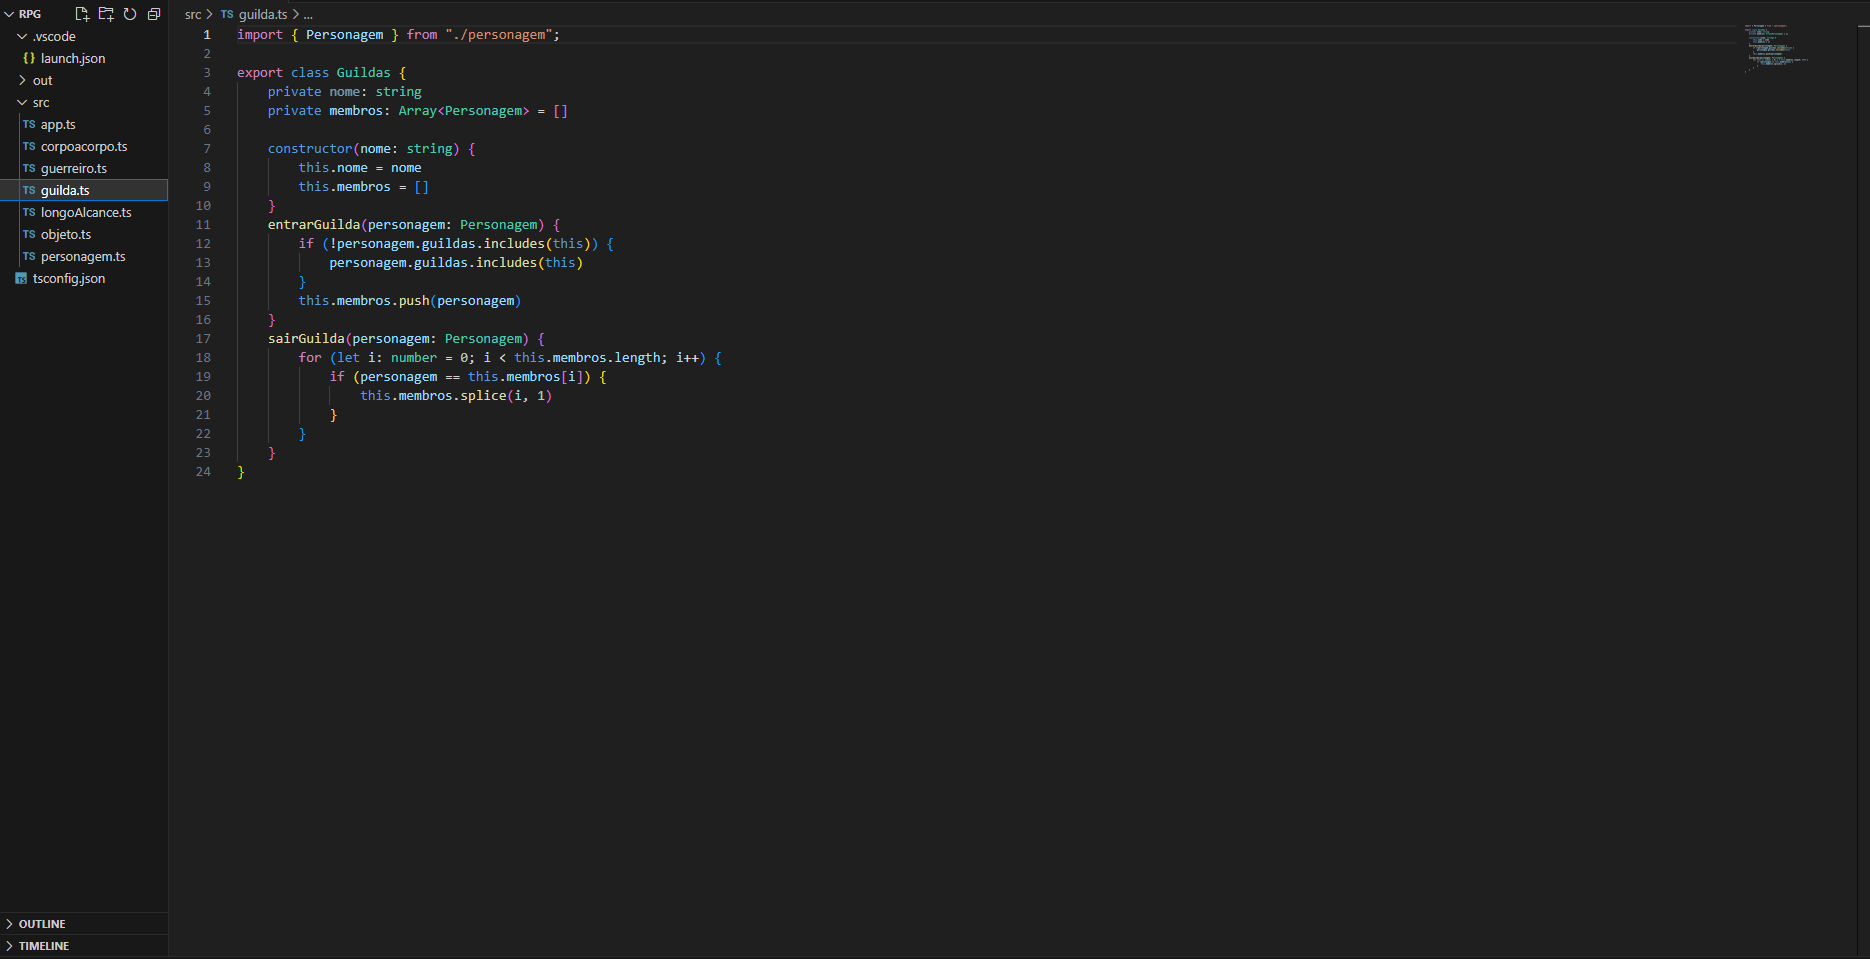 RPG
.vscode
{} launch.json
out
src
TS app.ts
TS corpoacorpo.ts
TS guerreiro.ts
TS guilda.ts
TS longoAlcance.ts
TS objeto.ts
TS personagem.ts
TS tsconfig.json
OUTLINE
TIMELINE
src > TS guilda.ts > ...
1 import { Personagem } from "./personagem";
2
3 export class Guildas {
4     private nome: string
5     private membros: Array<Personagem> = []
6
7     constructor(nome: string) {
8         this.nome = nome
9         this.membros = []
10     }
11     entrarGuilda(personagem: Personagem) {
12         if (!personagem.guildas.includes(this)) {
13             personagem.guildas.includes(this)
14         }
15         this.membros.push(personagem)
16     }
17     sairGuilda(personagem: Personagem) {
18         for (let i: number = 0; i < this.membros.length; i++) {
19             if (personagem == this.membros[i]) {
20                 this.membros.splice(i, 1)
21             }
22         }
23     }
24 }